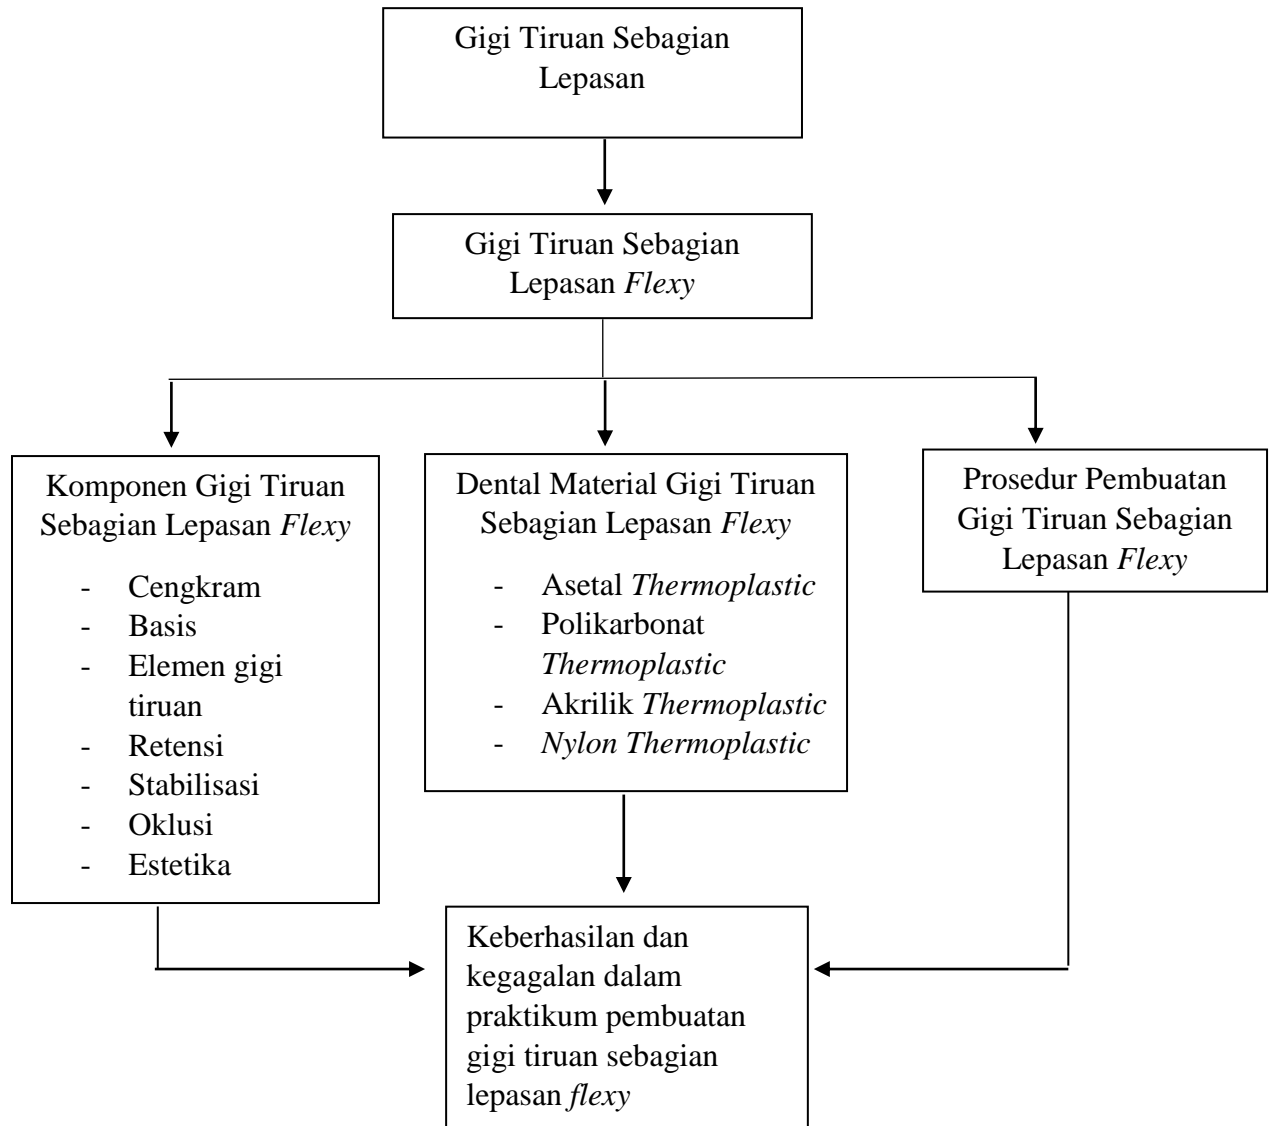 Gigi Tiruan Sebagian
Lepasan
Gigi Tiruan Sebagian
Lepasan Flexy
Komponen Gigi Tiruan
Sebagian Lepasan Flexy
- Cengkram
- Basis
- Elemen gigi
tiruan
- Retensi
- Stabilisasi
- Oklusi
- Estetika
Dental Material Gigi Tiruan
Sebagian Lepasan Flexy
- Asetal Thermoplastic
- Polikarbonat
Thermoplastic
- Akrilik Thermoplastic
- Nylon Thermoplastic
Prosedur Pembuatan
Gigi Tiruan Sebagian
Lepasan Flexy
Keberhasilan dan
kegagalan dalam
praktikum pembuatan
gigi tiruan sebagian
lepasan flexy